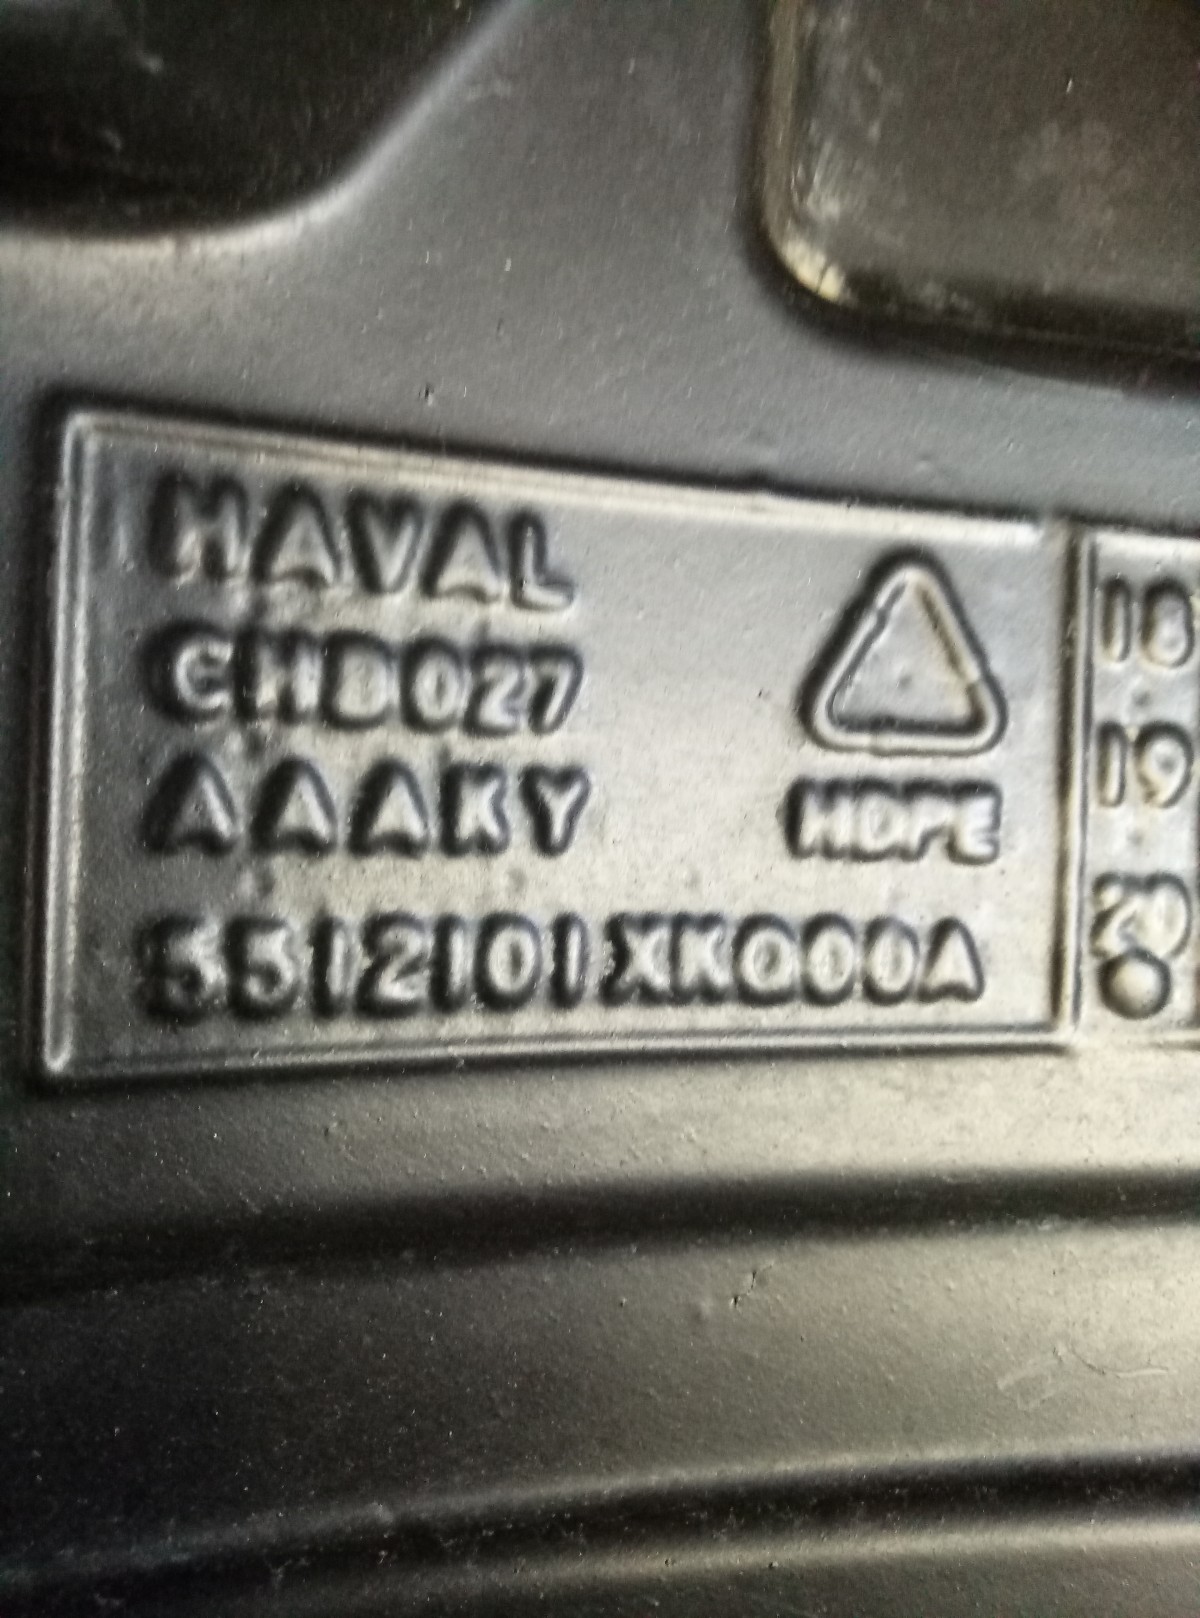 HAVAL
CHB027
AAAKY
HDPE
5512101XKQ00A
18
19
20